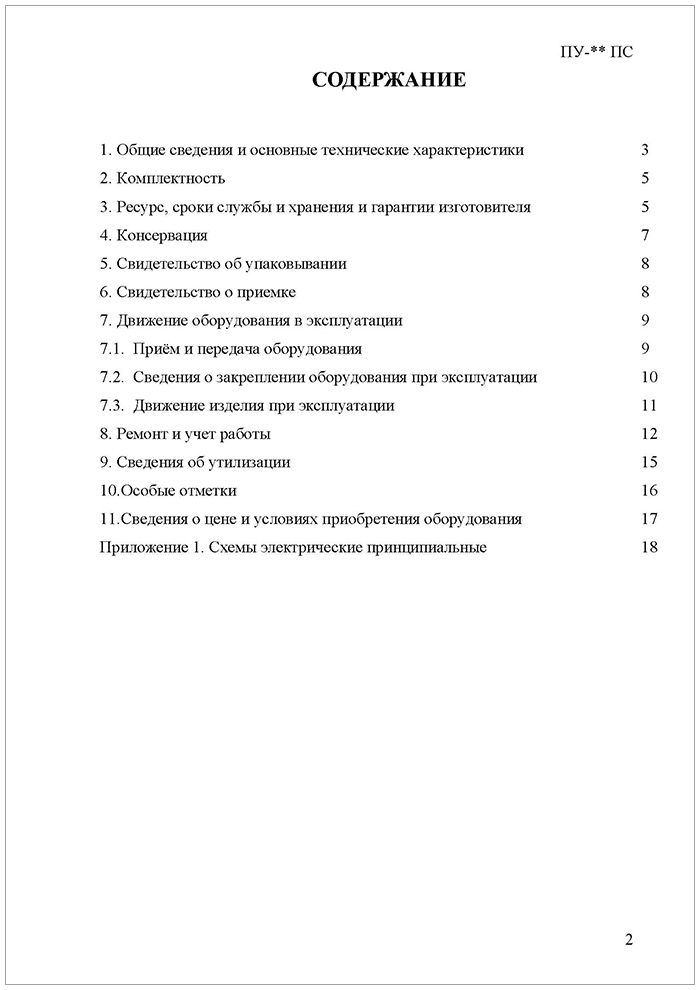 ПУ-** ПС
СОДЕРЖАНИЕ
1. Общие сведения и основные технические характеристики 3
2. Комплектность 5
3. Ресурс, сроки службы и хранения и гарантии изготовителя 5
4. Консервация 7
5. Свидетельство об упаковывании 8
6. Свидетельство о приемке 8
7. Движение оборудования в эксплуатации 9
7.1. Приём и передача оборудования 9
7.2. Сведения о закреплении оборудования при эксплуатации 10
7.3. Движение изделия при эксплуатации 11
8. Ремонт и учет работы 12
9. Сведения об утилизации 15
10.Особые отметки 16
11.Сведения о цене и условиях приобретения оборудования 17
Приложение 1. Схемы электрические принципиальные 18
2